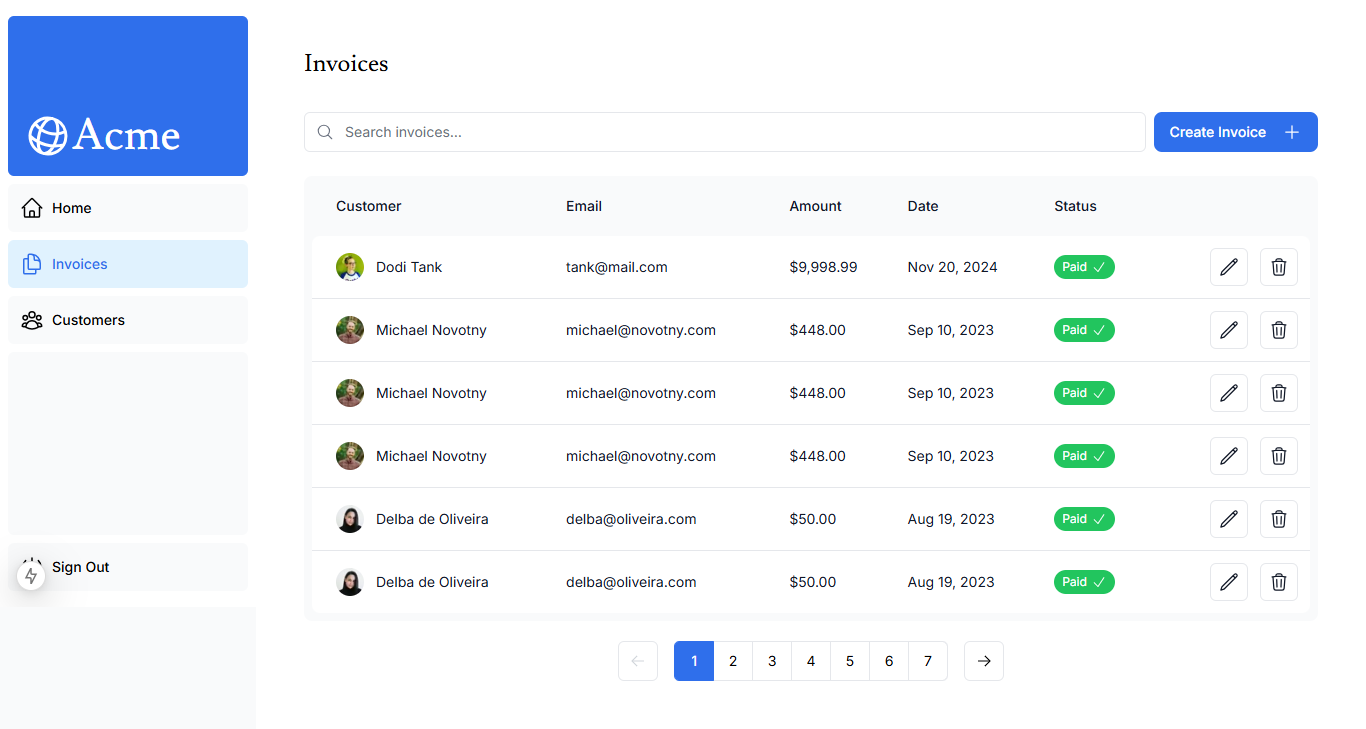 Acme
Home
Invoices
Customers
Sign Out
Invoices
Search invoices...
Create Invoice
Customer Email Amount Date Status
Dodi Tank tank@mail.com $9,998.99 Nov 20, 2024 Paid
Michael Novotny michael@novotny.com $448.00 Sep 10, 2023 Paid
Michael Novotny michael@novotny.com $448.00 Sep 10, 2023 Paid
Michael Novotny michael@novotny.com $448.00 Sep 10, 2023 Paid
Delba de Oliveira delba@oliveira.com $50.00 Aug 19, 2023 Paid
Delba de Oliveira delba@oliveira.com $50.00 Aug 19, 2023 Paid
1 2 3 4 5 6 7